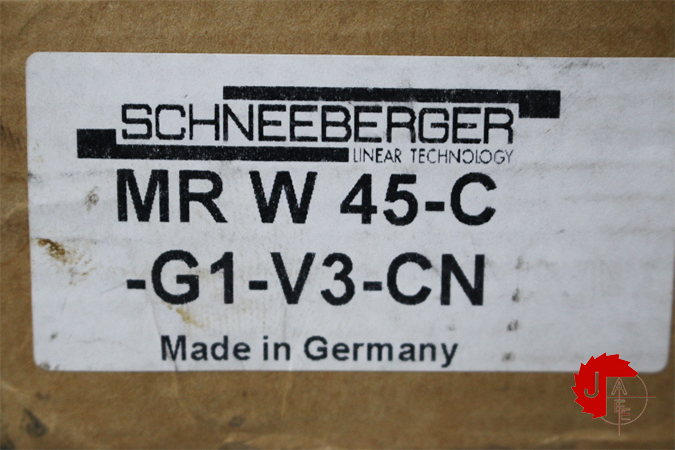 SCHNEEBERGER
LINEAR TECHNOLOGY
MR W 45-C
-G1-V3-CN
Made in Germany
J
A